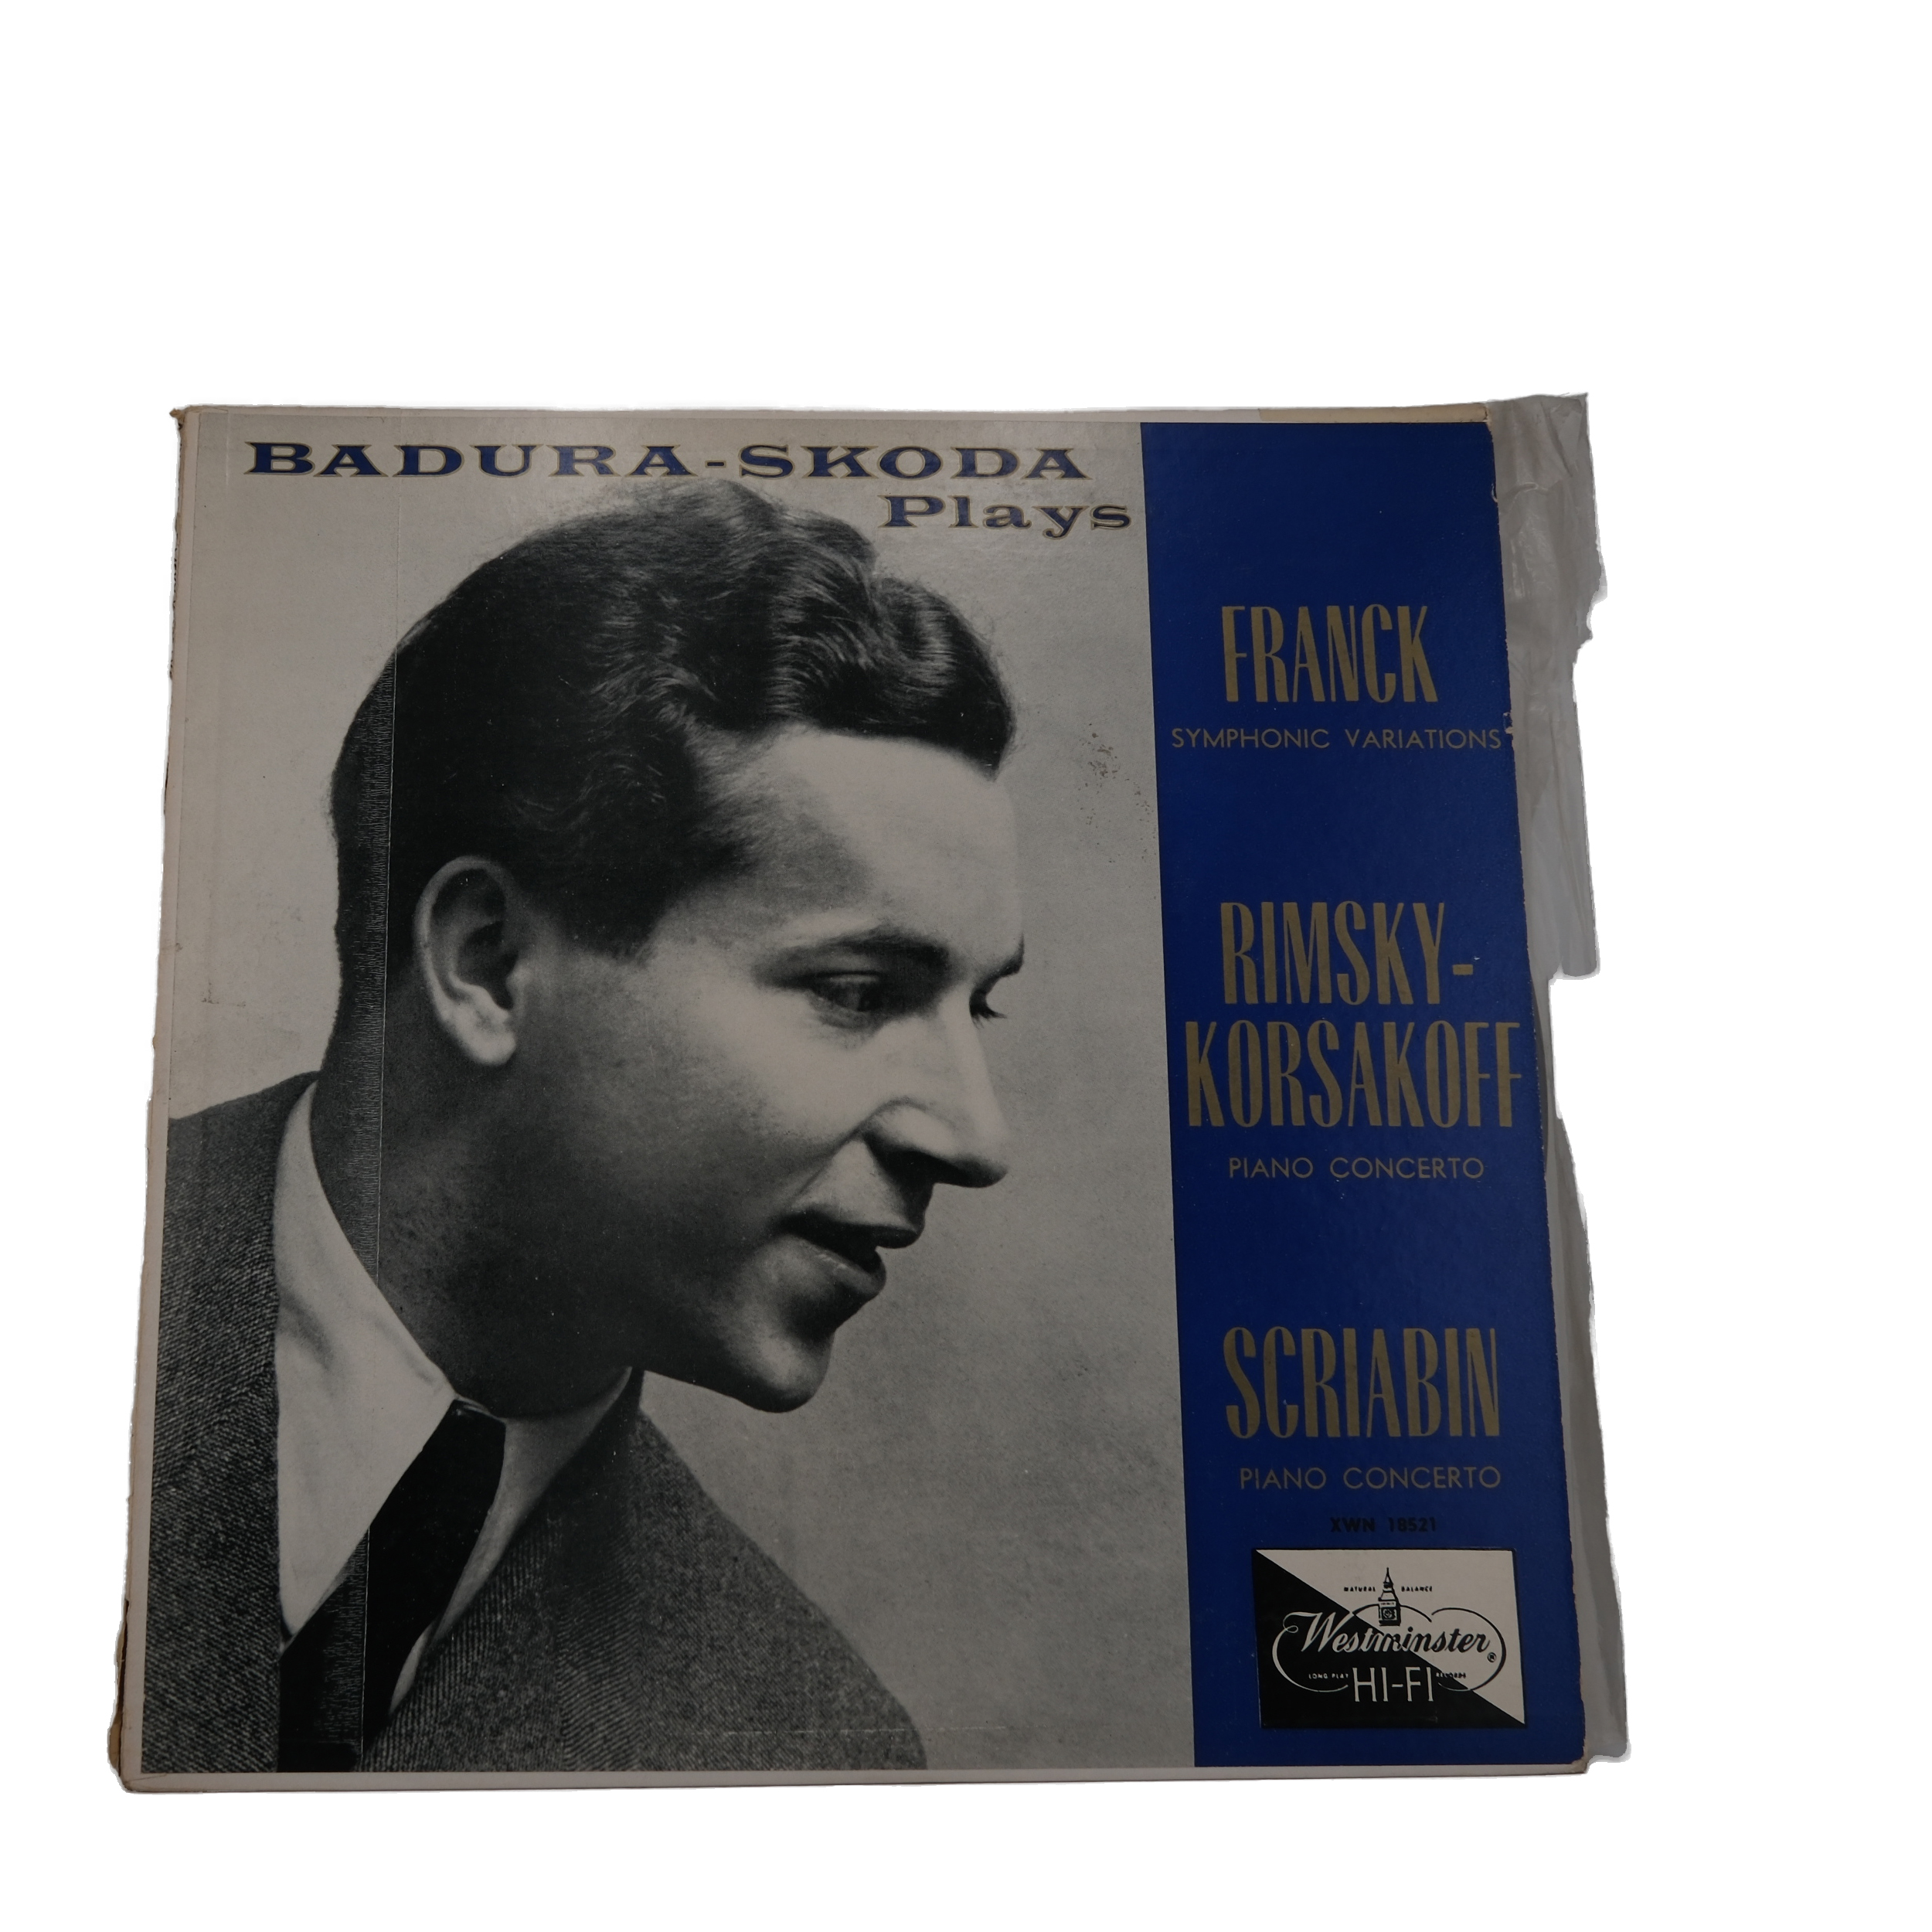 BADURA-SKODA
Plays
FRANCK
SYMPHONIC VARIATIONS
RIMSKY-
KORSAKOFF
PIANO CONCERTO
SCRIABIN
PIANO CONCERTO
XWN 18521
NATURAL BALANCE
Westminster®
LONG PLAY RECORDS
HI-FI